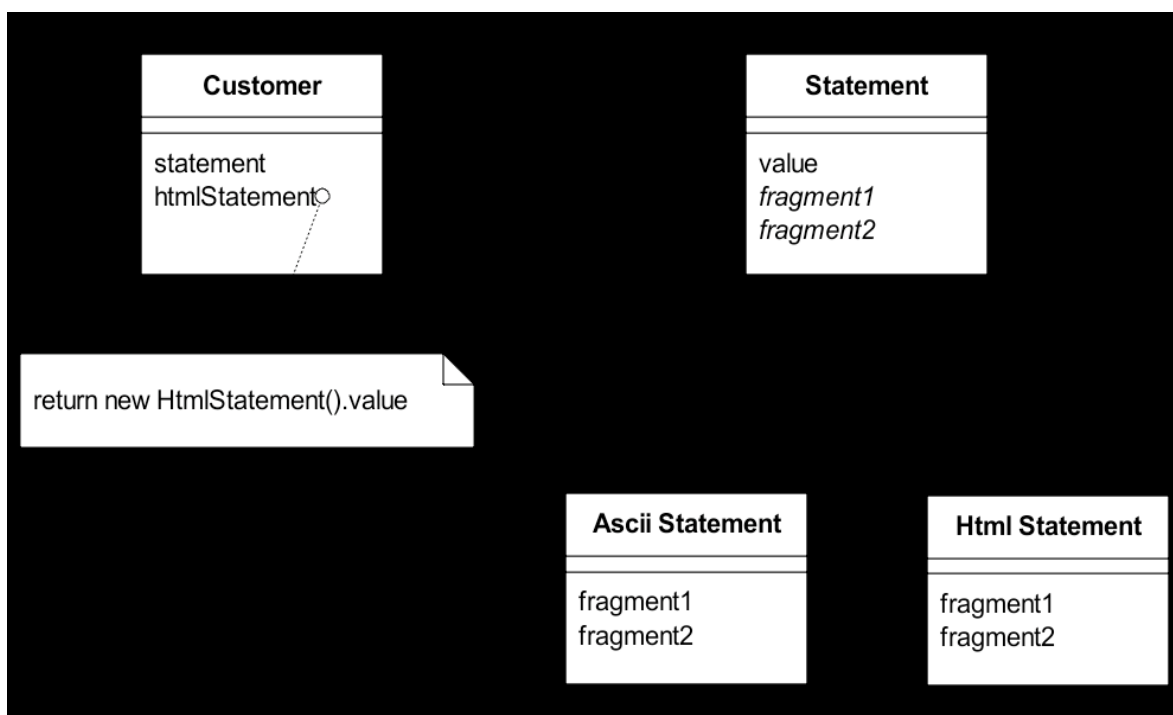 Customer
statement
htmlStatement
Statement
value
fragment1
fragment2
return new HtmlStatement().value
Ascii Statement
fragment1
fragment2
Html Statement
fragment1
fragment2